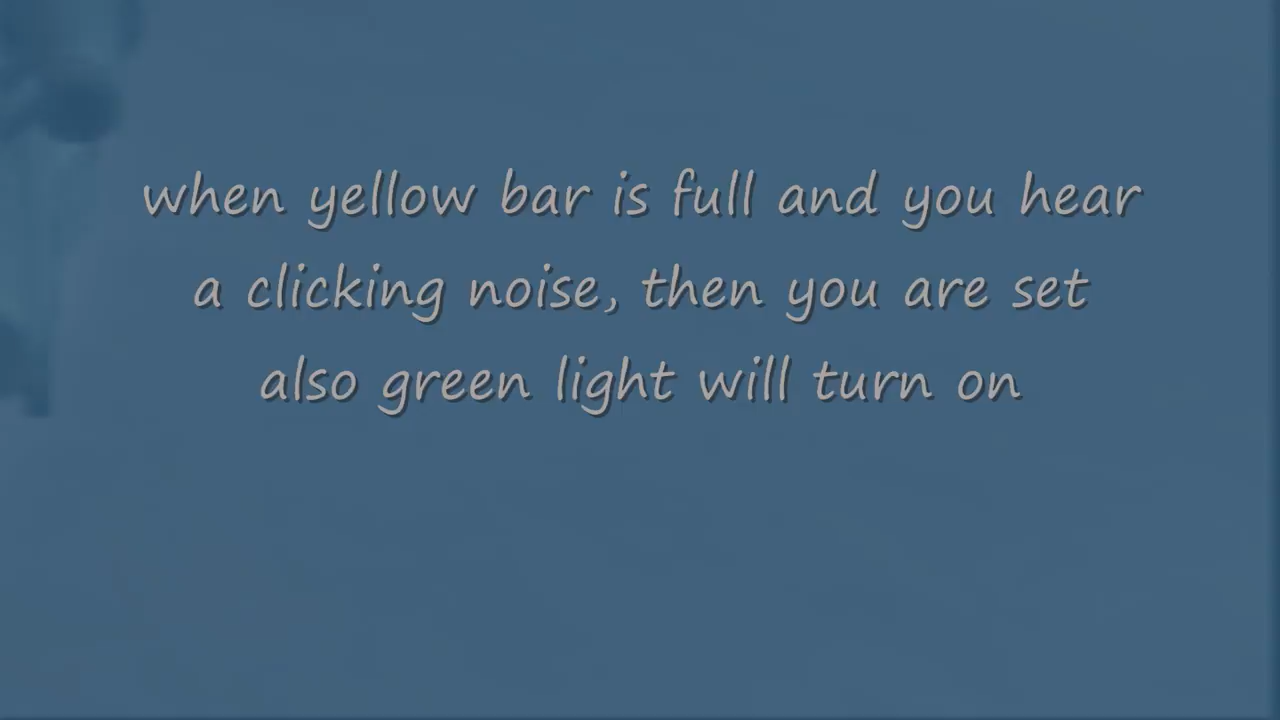 when yellow bar is full and you hear
a clicking noise, then you are set
also green light will turn on